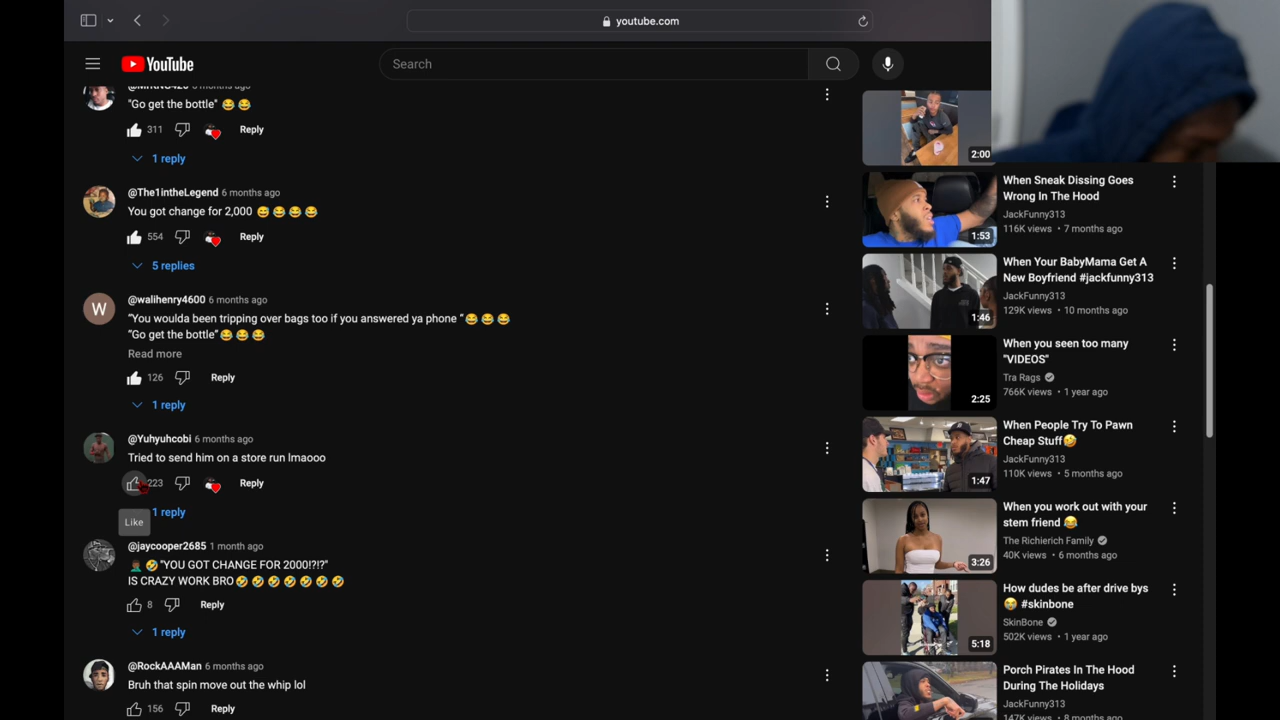 youtube.com
YouTube
Search
@MrKNG420 6 months ago
"Go get the bottle" 😂😂
311
Reply
1 reply
@The1intheLegend 6 months ago
You got change for 2,000 😅😂😂😂
554
Reply
5 replies
@walihenry4600 6 months ago
“You woulda been tripping over bags too if you answered ya phone ”😂😂😂
“Go get the bottle”😂😂😂
Read more
126
Reply
1 reply
@Yuhyuhcobi 6 months ago
Tried to send him on a store run lmaooo
223
Reply
Like
1 reply
@jaycooper2685 1 month ago
🤦🏾‍♂️🤣"YOU GOT CHANGE FOR 2000!?!?"
IS CRAZY WORK BRO🤣🤣🤣🤣🤣🤣🤣
8
Reply
1 reply
@RockAAAMan 6 months ago
Bruh that spin move out the whip lol
156
Reply
2:00
When Sneak Dissing Goes
Wrong In The Hood
JackFunny313
116K views • 7 months ago
1:53
When Your BabyMama Get A
New Boyfriend #jackfunny313
JackFunny313
129K views • 10 months ago
1:46
When you seen too many
"VIDEOS"
Tra Rags
766K views • 1 year ago
2:25
When People Try To Pawn
Cheap Stuff🤣
JackFunny313
110K views • 5 months ago
1:47
When you work out with your
stem friend 😂
The Richierich Family
40K views • 6 months ago
3:26
How dudes be after drive bys
😭 #skinbone
SkinBone
502K views • 1 year ago
5:18
Porch Pirates In The Hood
During The Holidays
JackFunny313
147K views • 8 months ago
W